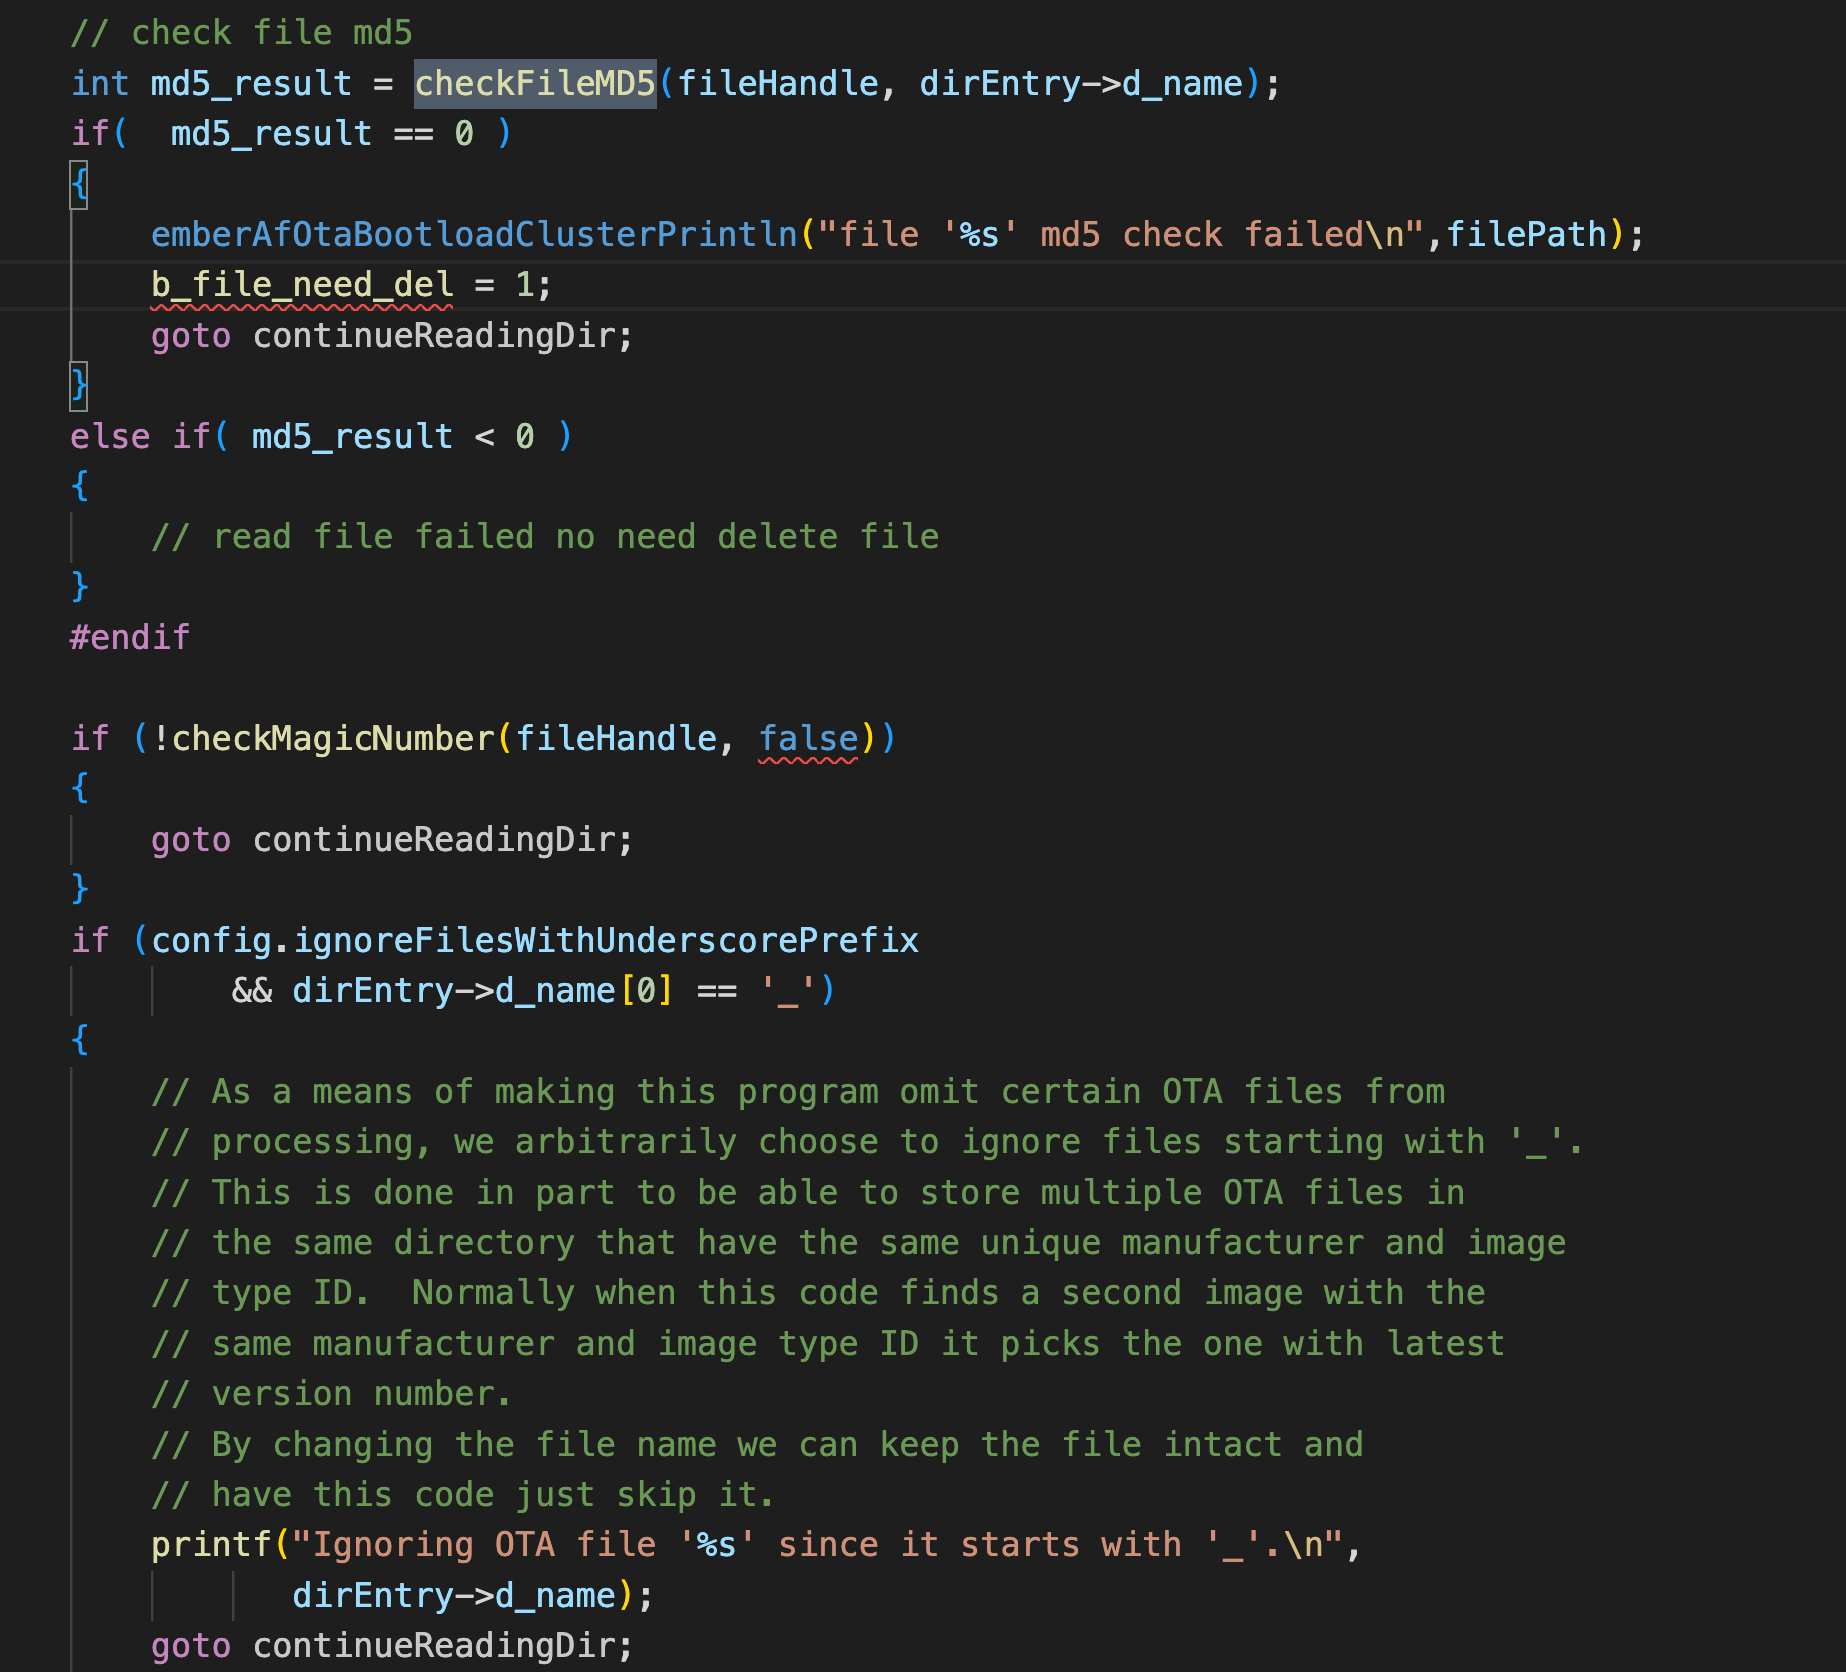 // check file md5
int md5_result = checkFileMD5(fileHandle, dirEntry->d_name);
if(  md5_result == 0 )
{
    emberAfOtaBootloadClusterPrintln("file '%s' md5 check failed\n",filePath);
    b_file_need_del = 1;
    goto continueReadingDir;
}
else if( md5_result < 0 )
{
    // read file failed no need delete file
}
#endif

if (!checkMagicNumber(fileHandle, false))
{
    goto continueReadingDir;
}
if (config.ignoreFilesWithUnderscorePrefix
        && dirEntry->d_name[0] == '_')
{
    // As a means of making this program omit certain OTA files from
    // processing, we arbitrarily choose to ignore files starting with '_'.
    // This is done in part to be able to store multiple OTA files in
    // the same directory that have the same unique manufacturer and image
    // type ID.  Normally when this code finds a second image with the
    // same manufacturer and image type ID it picks the one with latest
    // version number.
    // By changing the file name we can keep the file intact and
    // have this code just skip it.
    printf("Ignoring OTA file '%s' since it starts with '_'.\n",
           dirEntry->d_name);
    goto continueReadingDir;